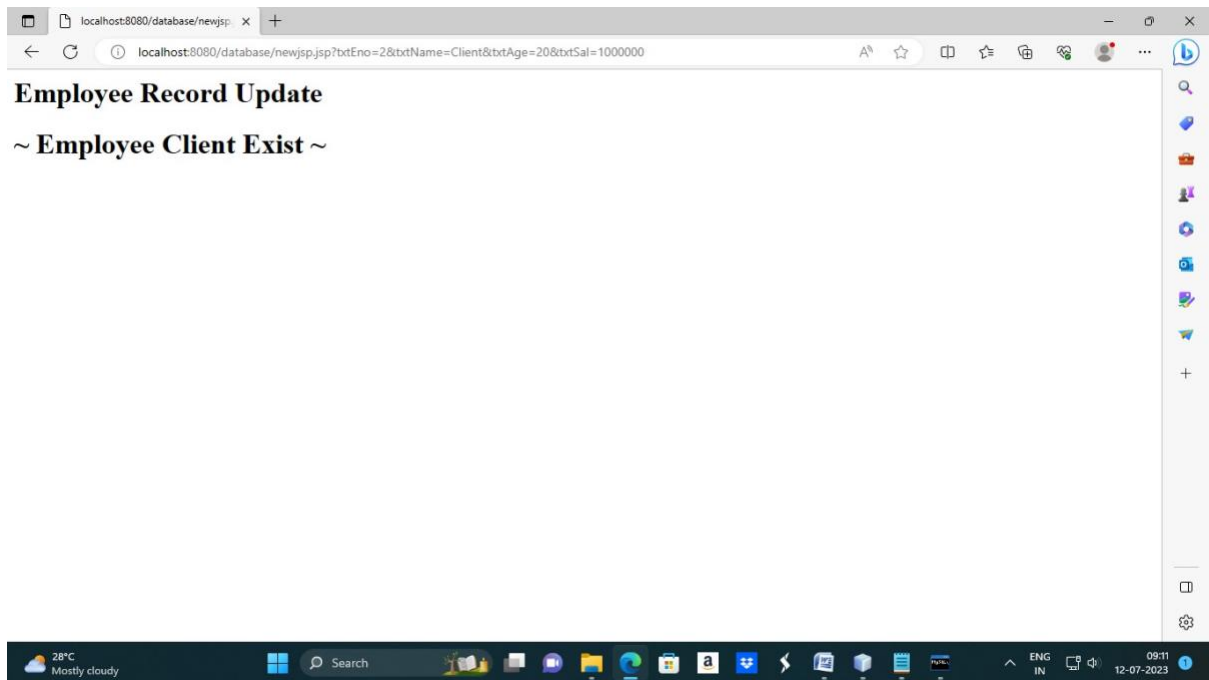 localhost:8080/database/newjsp
localhost:8080/database/newjsp.jsp?txtEno=2&txtName=Client&txtAge=20&txtSal=1000000
Employee Record Update
~ Employee Client Exist ~
28°C
Mostly cloudy
Search
a
ENG
IN
09:11
12-07-2023
1